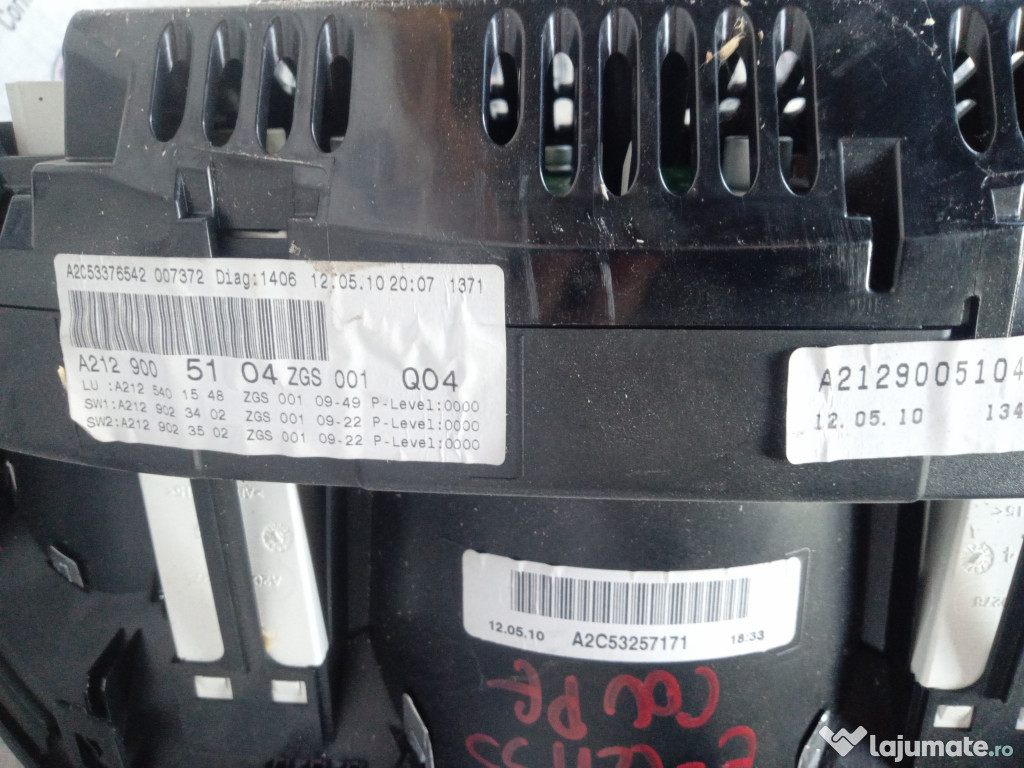 A2C53376542 007372 Diag:1406 12.05.10 20:07 1371
A212 900 51 04 ZGS 001 Q04
LU :A212 540 15 48 ZGS 001 09-49 P-Level:0000
SW1:A212 902 34 02 ZGS 001 09-22 P-Level:0000
SW2:A212 902 35 02 ZGS 001 09-22 P-Level:0000
A2129005104
12.05.10 134
12.05.10 A2C53257171 18:33
COUPE
lajumate.ro